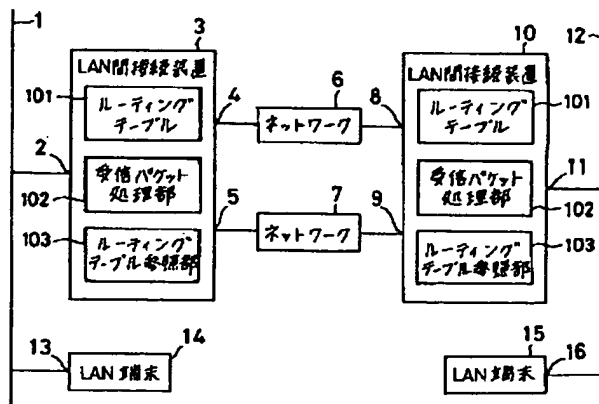 1
3
10
12
LAN間接続装置
LAN間接続装置
101
ルーティング
テーブル
4
6
ネットワーク
8
ルーティング
テーブル
101
2
受信パケット
処理部
102
受信パケット
処理部
102
11
5
7
ネットワーク
9
103
ルーティング
テーブル参照部
ルーティング
テーブル参照部
103
13
14
LAN端末
15
LAN端末
16